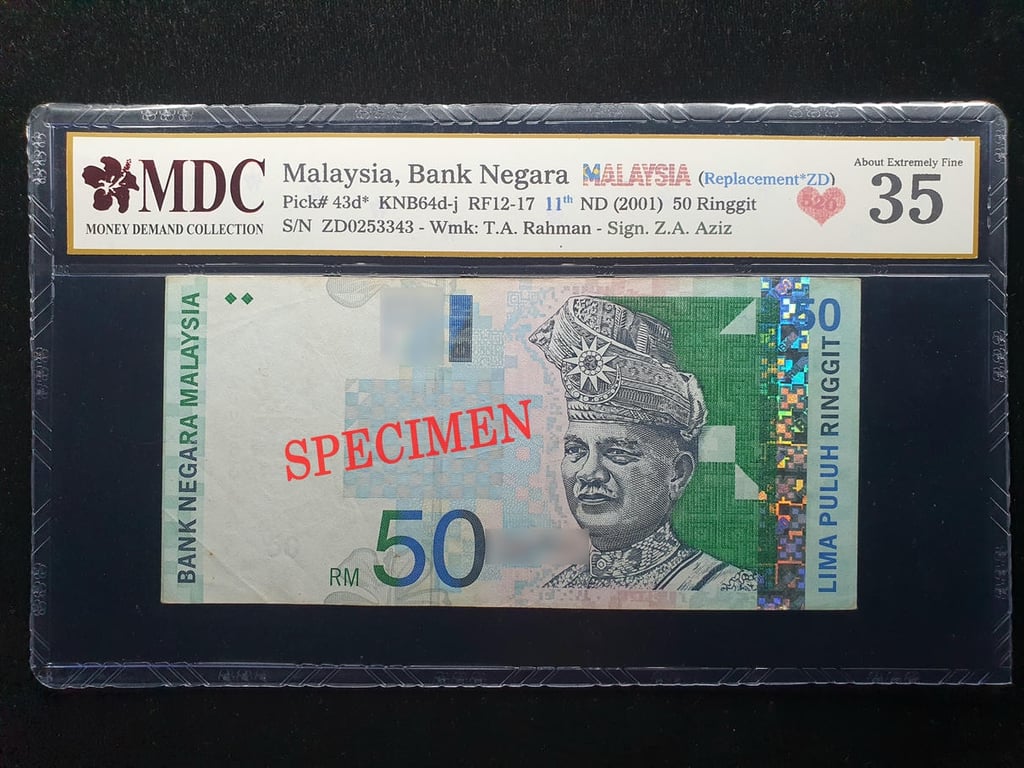 MDC
MONEY DEMAND COLLECTION
Malaysia, Bank Negara MALAYSIA (Replacement*ZD)
Pick# 43d* KNB64d-j RF12-17 11th ND (2001) 50 Ringgit
S/N ZD0253343 - Wmk: T.A. Rahman - Sign. Z.A. Aziz
520
About Extremely Fine
35
BANK NEGARA MALAYSIA
SPECIMEN
RM 50
50
LIMA PULUH RINGGIT